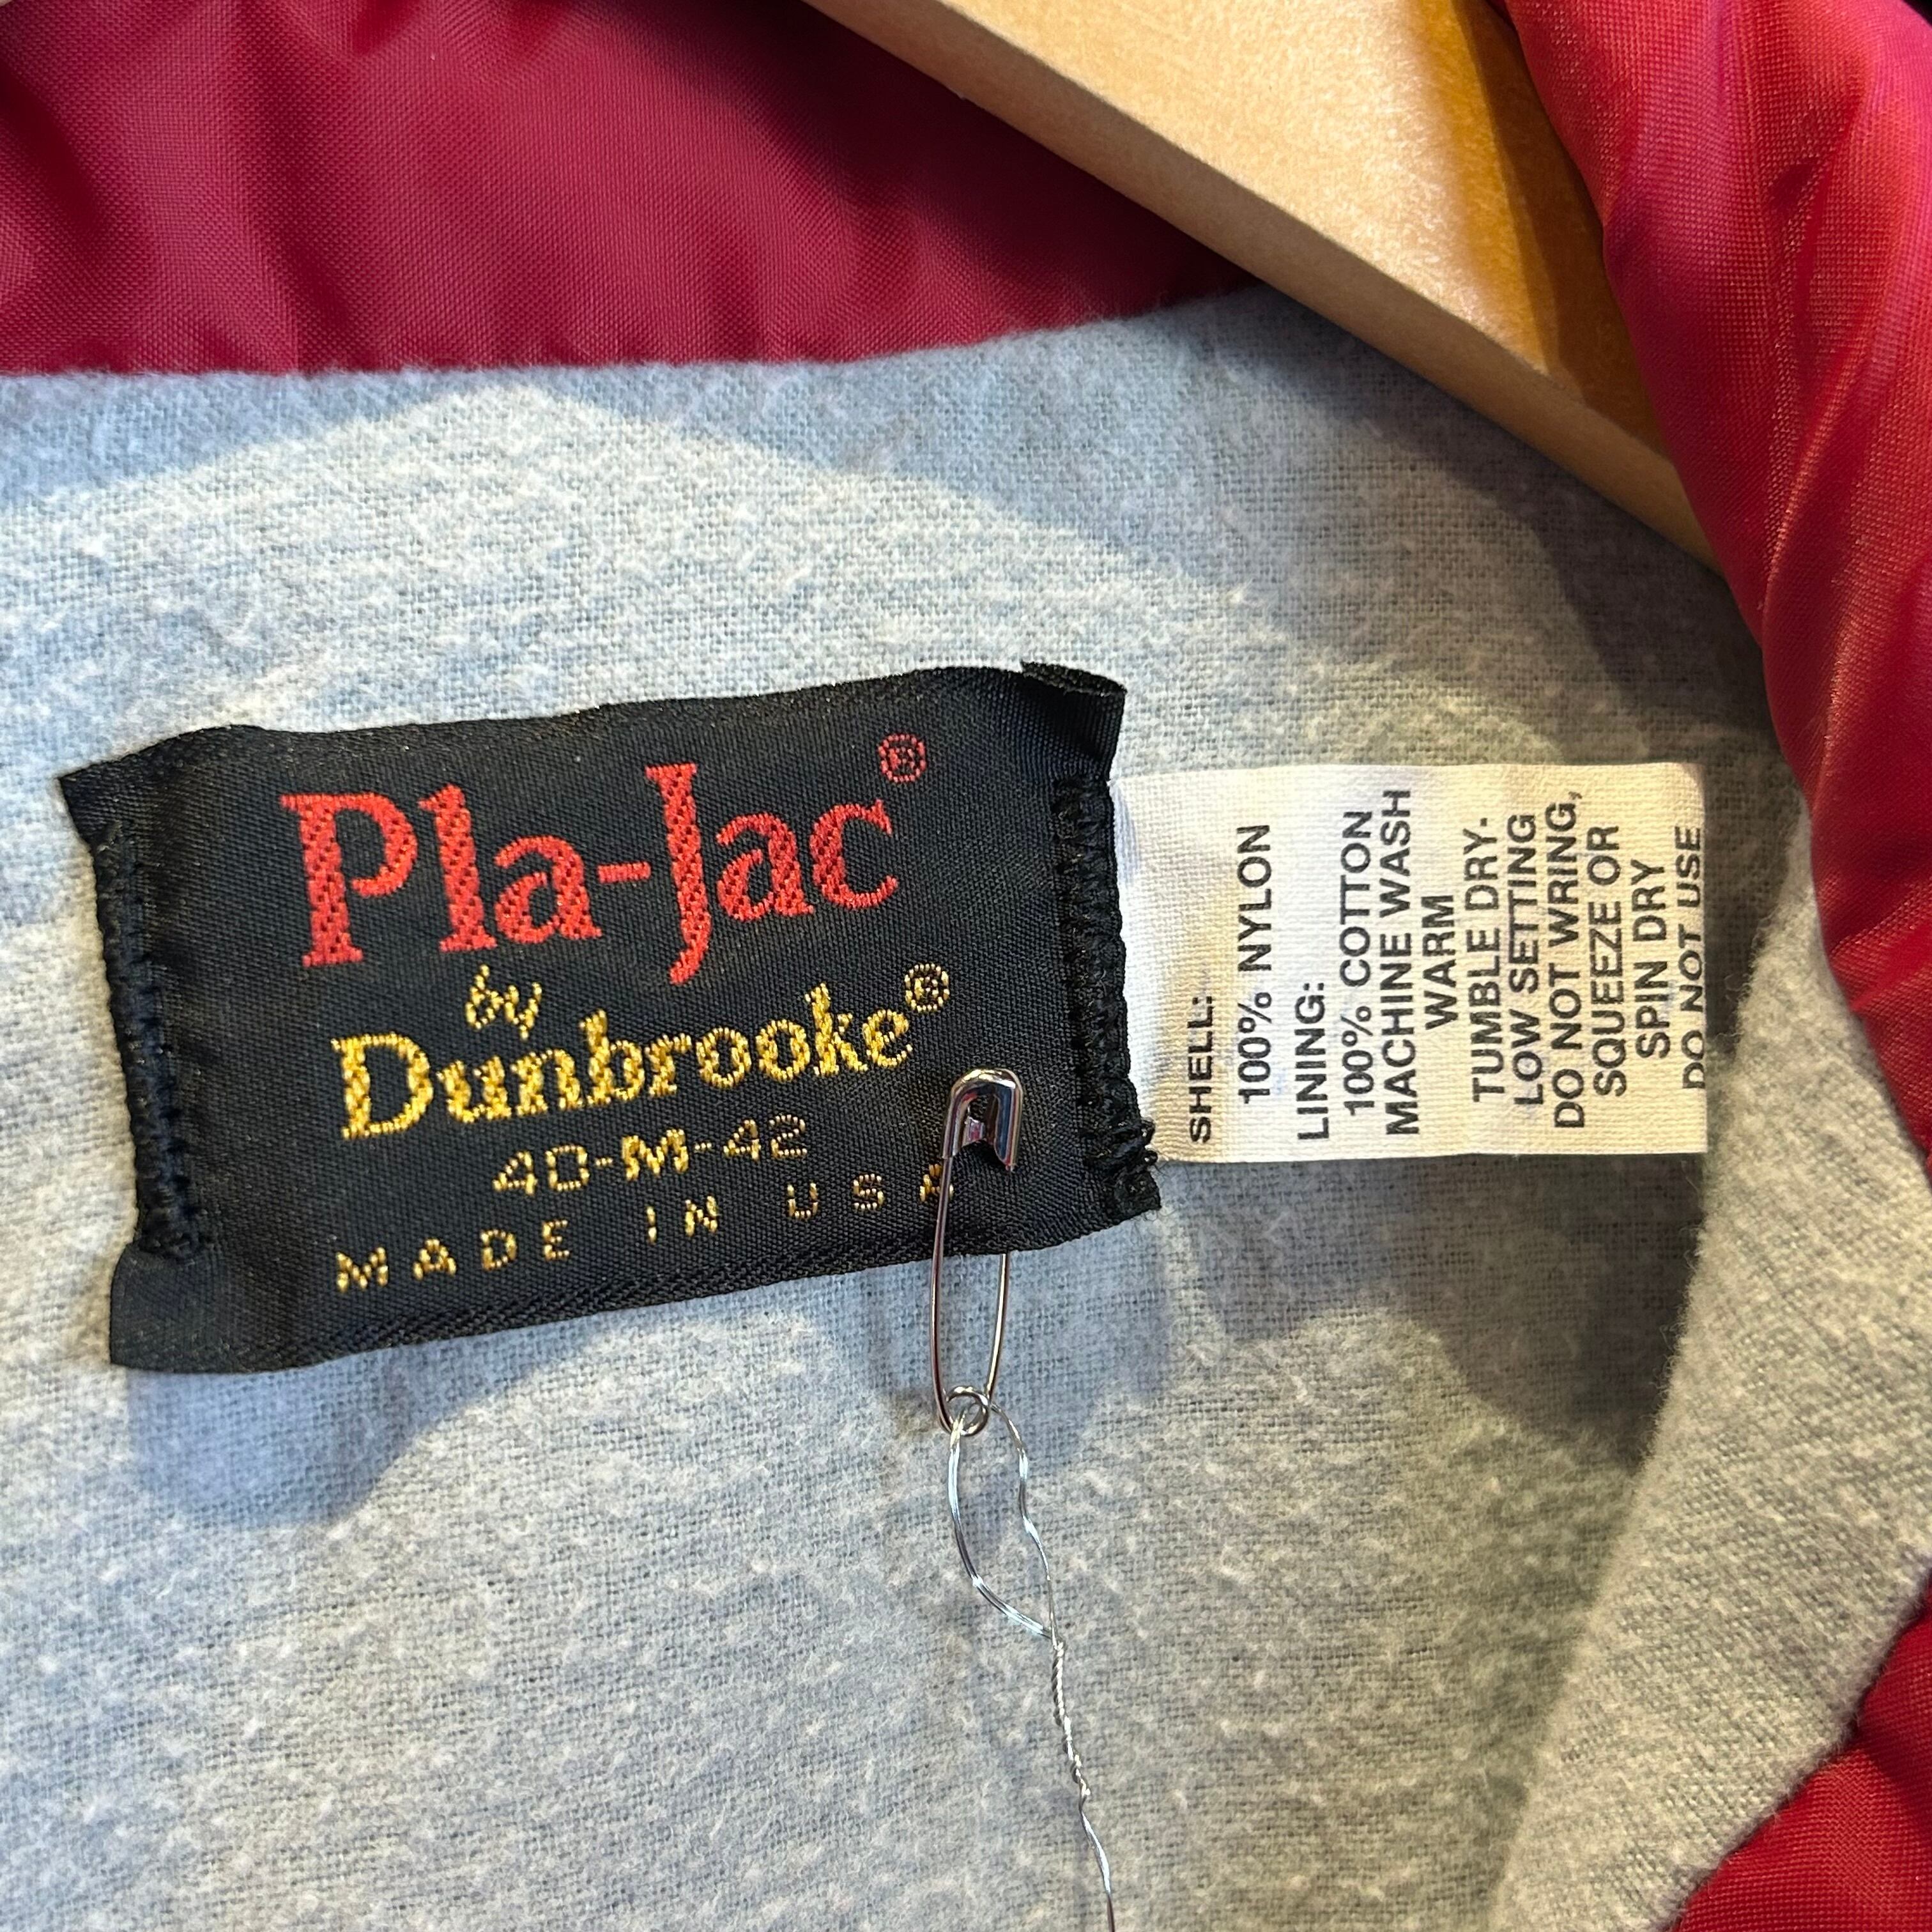 Pla-Jac®
by
Dunbrooke®
40-M-42
MADE IN USA
SHELL:
100% NYLON
LINING:
100% COTTON
MACHINE WASH
WARM
TUMBLE DRY-
LOW SETTING
DO NOT WRING,
SQUEEZE OR
SPIN DRY
DO NOT USE